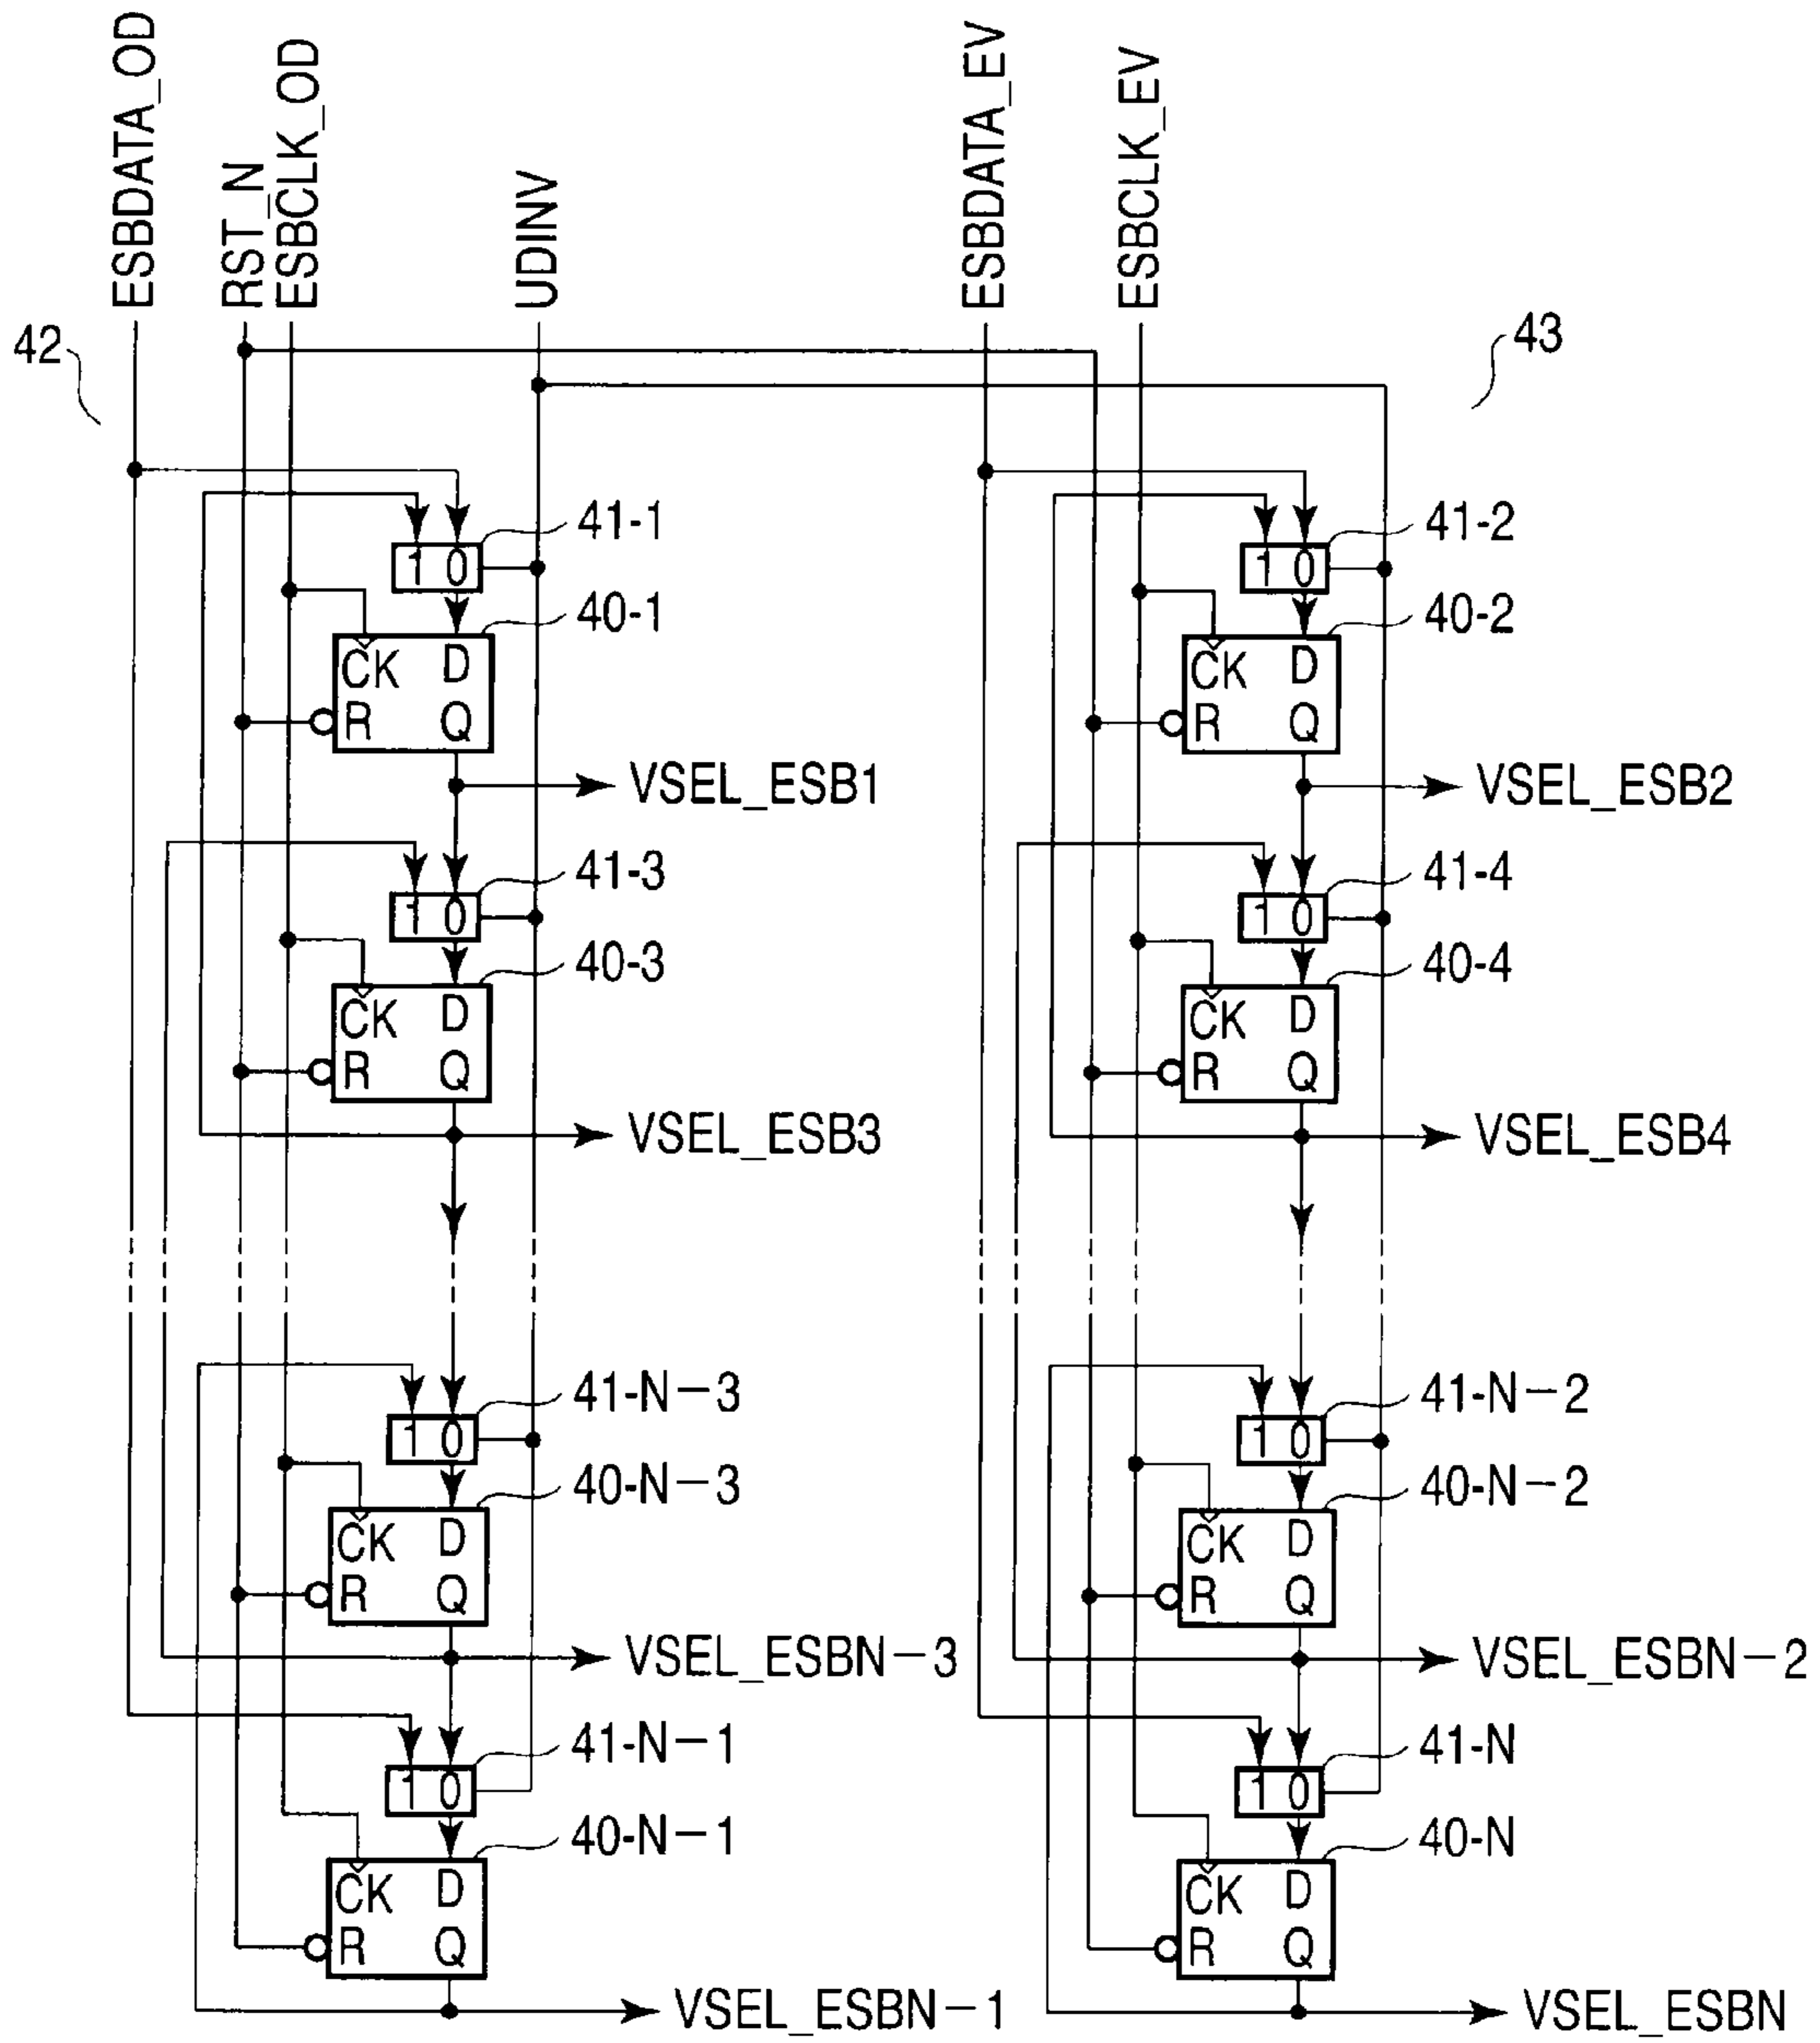 ESBDATA_OD
RST_N
ESBCLK_OD
UDINV
ESBDATA_EV
ESBCLK_EV
42
43
41-1
1 0
40-1
CK D
R Q
VSEL_ESB1
41-3
1 0
40-3
CK D
R Q
VSEL_ESB3
41-N-3
1 0
40-N-3
CK D
R Q
VSEL_ESBN-3
41-N-1
1 0
40-N-1
CK D
R Q
VSEL_ESBN-1
41-2
1 0
40-2
CK D
R Q
VSEL_ESB2
41-4
1 0
40-4
CK D
R Q
VSEL_ESB4
41-N-2
1 0
40-N-2
CK D
R Q
VSEL_ESBN-2
41-N
1 0
40-N
CK D
R Q
VSEL_ESBN